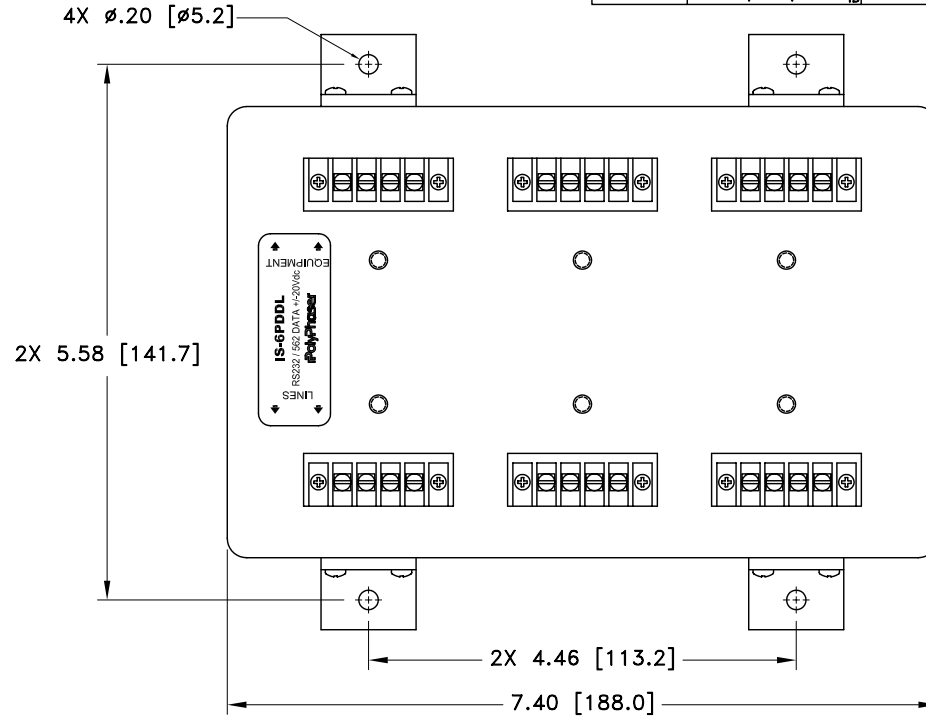 4X ø.20 [ø5.2]
EQUIPMENT
IS-6PDDL
RS232 / 562 DATA +/-20Vdc
PolyPhaser
LINES
2X 5.58 [141.7]
2X 4.46 [113.2]
7.40 [188.0]